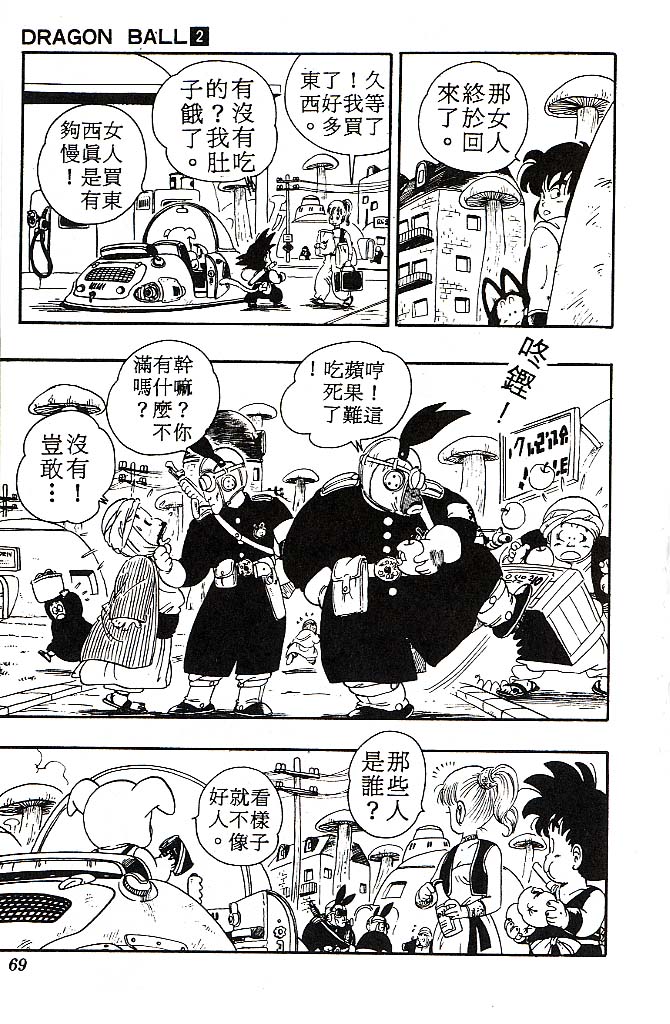 DRAGON BALL 2
那女人
終於回
來了。
久等了
！我買
了好多
東西。
有沒有吃
的？我肚
子餓了。
女人買東
西真是有
夠慢！
咚鏗！
哼！這
蘋果難
吃死了
！
幹嘛？你
有什麼不
滿嗎？
沒有！
豈敢…
那些人
是誰？
看樣子
就不像
好人。
69